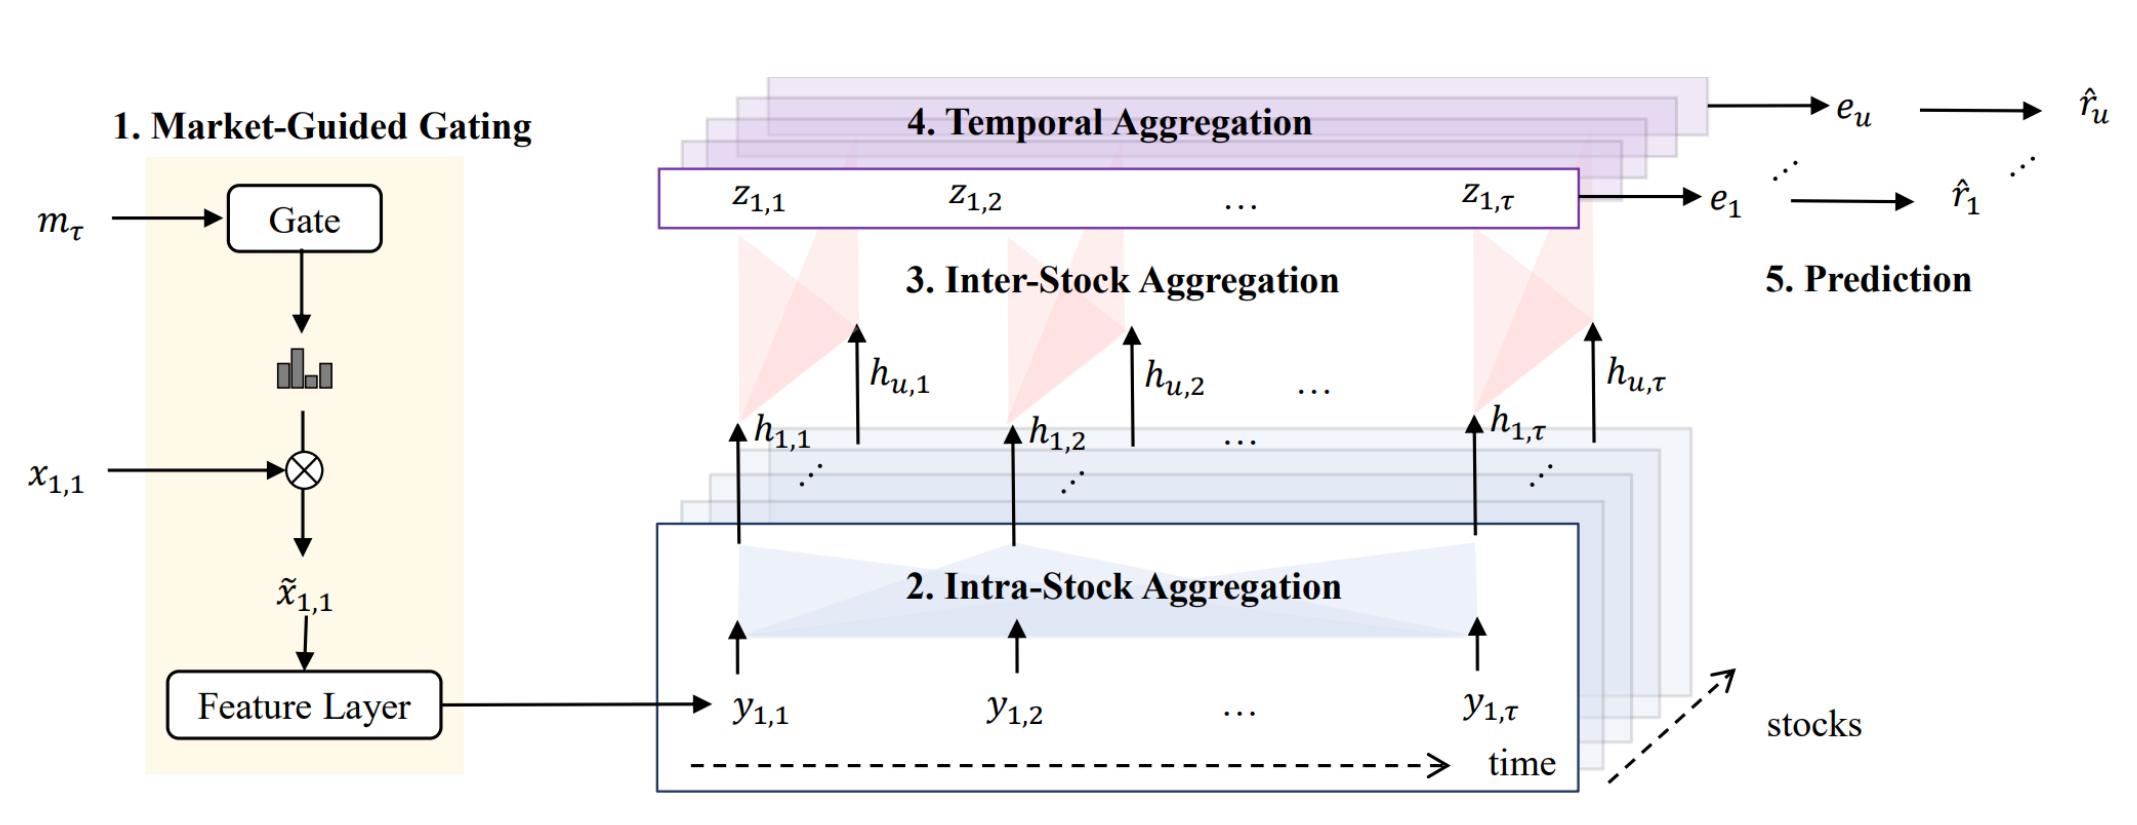 1. Market-Guided Gating
m_τ
Gate
x_{1,1}
x̃_{1,1}
Feature Layer
4. Temporal Aggregation
z_{1,1} z_{1,2} … z_{1,τ}
3. Inter-Stock Aggregation
h_{u,1} h_{u,2} … h_{u,τ}
h_{1,1} h_{1,2} … h_{1,τ}
2. Intra-Stock Aggregation
y_{1,1} y_{1,2} … y_{1,τ}
time
stocks
e_u r̂_u
e_1 r̂_1
5. Prediction